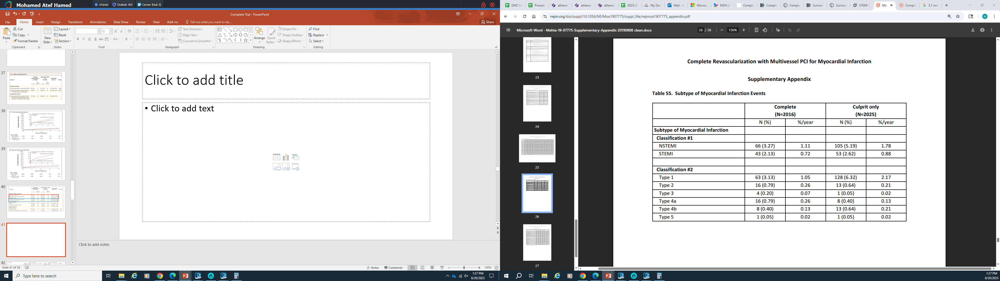 Mohamed Atef Hamed
eTenet
Outlook 365
Cerner (Hub 5)
Complete Trial - PowerPoint
File Home Insert Design Transitions Animations Slide Show Review View Add-ins Tell me what you want to do... Share
Paste
Cut
Copy
Format Painter
Clipboard
New Slide
Layout
Reset
Section
Slides
12
Font
Text Direction
Align Text
Convert to SmartArt
Paragraph
Arrange
Quick Styles
Shape Fill
Shape Outline
Shape Effects
Drawing
Find
Replace
Select
Editing
37
38
39
40
41
42
Click to add title
• Click to add text
Click to add notes
Slide 41 of 58
Notes
Comments
100%
Type here to search
1:27 PM
8/20/2025
DMC Li
Procedu
athena
athena
athena
2025-20
My Das
Mail - M
Microso
MSN | P
Comple
Comple
Comple
Survival
Survival
STEMI C
Mic
Comple
3.1 mm
nejm.org/doi/suppl/10.1056/NEJMoa1907775/suppl_file/nejmoa1907775_appendix.pdf
Microsoft Word - Mehta-19-07775-Supplementary-Appendix 20190808 clean.docx
26 / 28
156%
23
24
25
26
27
Complete Revascularization with Multivessel PCI for Myocardial Infarction
Supplementary Appendix
Table S5. Subtype of Myocardial Infarction Events
Complete Culprit only
(N=2016) (N=2025)
N (%) %/year N (%) %/year
Subtype of Myocardial Infarction
Classification #1
NSTEMI 66 (3.27) 1.11 105 (5.19) 1.78
STEMI 43 (2.13) 0.72 53 (2.62) 0.88
Classification #2
Type 1 63 (3.13) 1.05 128 (6.32) 2.17
Type 2 16 (0.79) 0.26 13 (0.64) 0.21
Type 3 4 (0.20) 0.07 1 (0.05) 0.02
Type 4a 16 (0.79) 0.26 8 (0.40) 0.13
Type 4b 8 (0.40) 0.13 13 (0.64) 0.21
Type 5 1 (0.05) 0.02 1 (0.05) 0.02
1:27 PM
8/20/2025